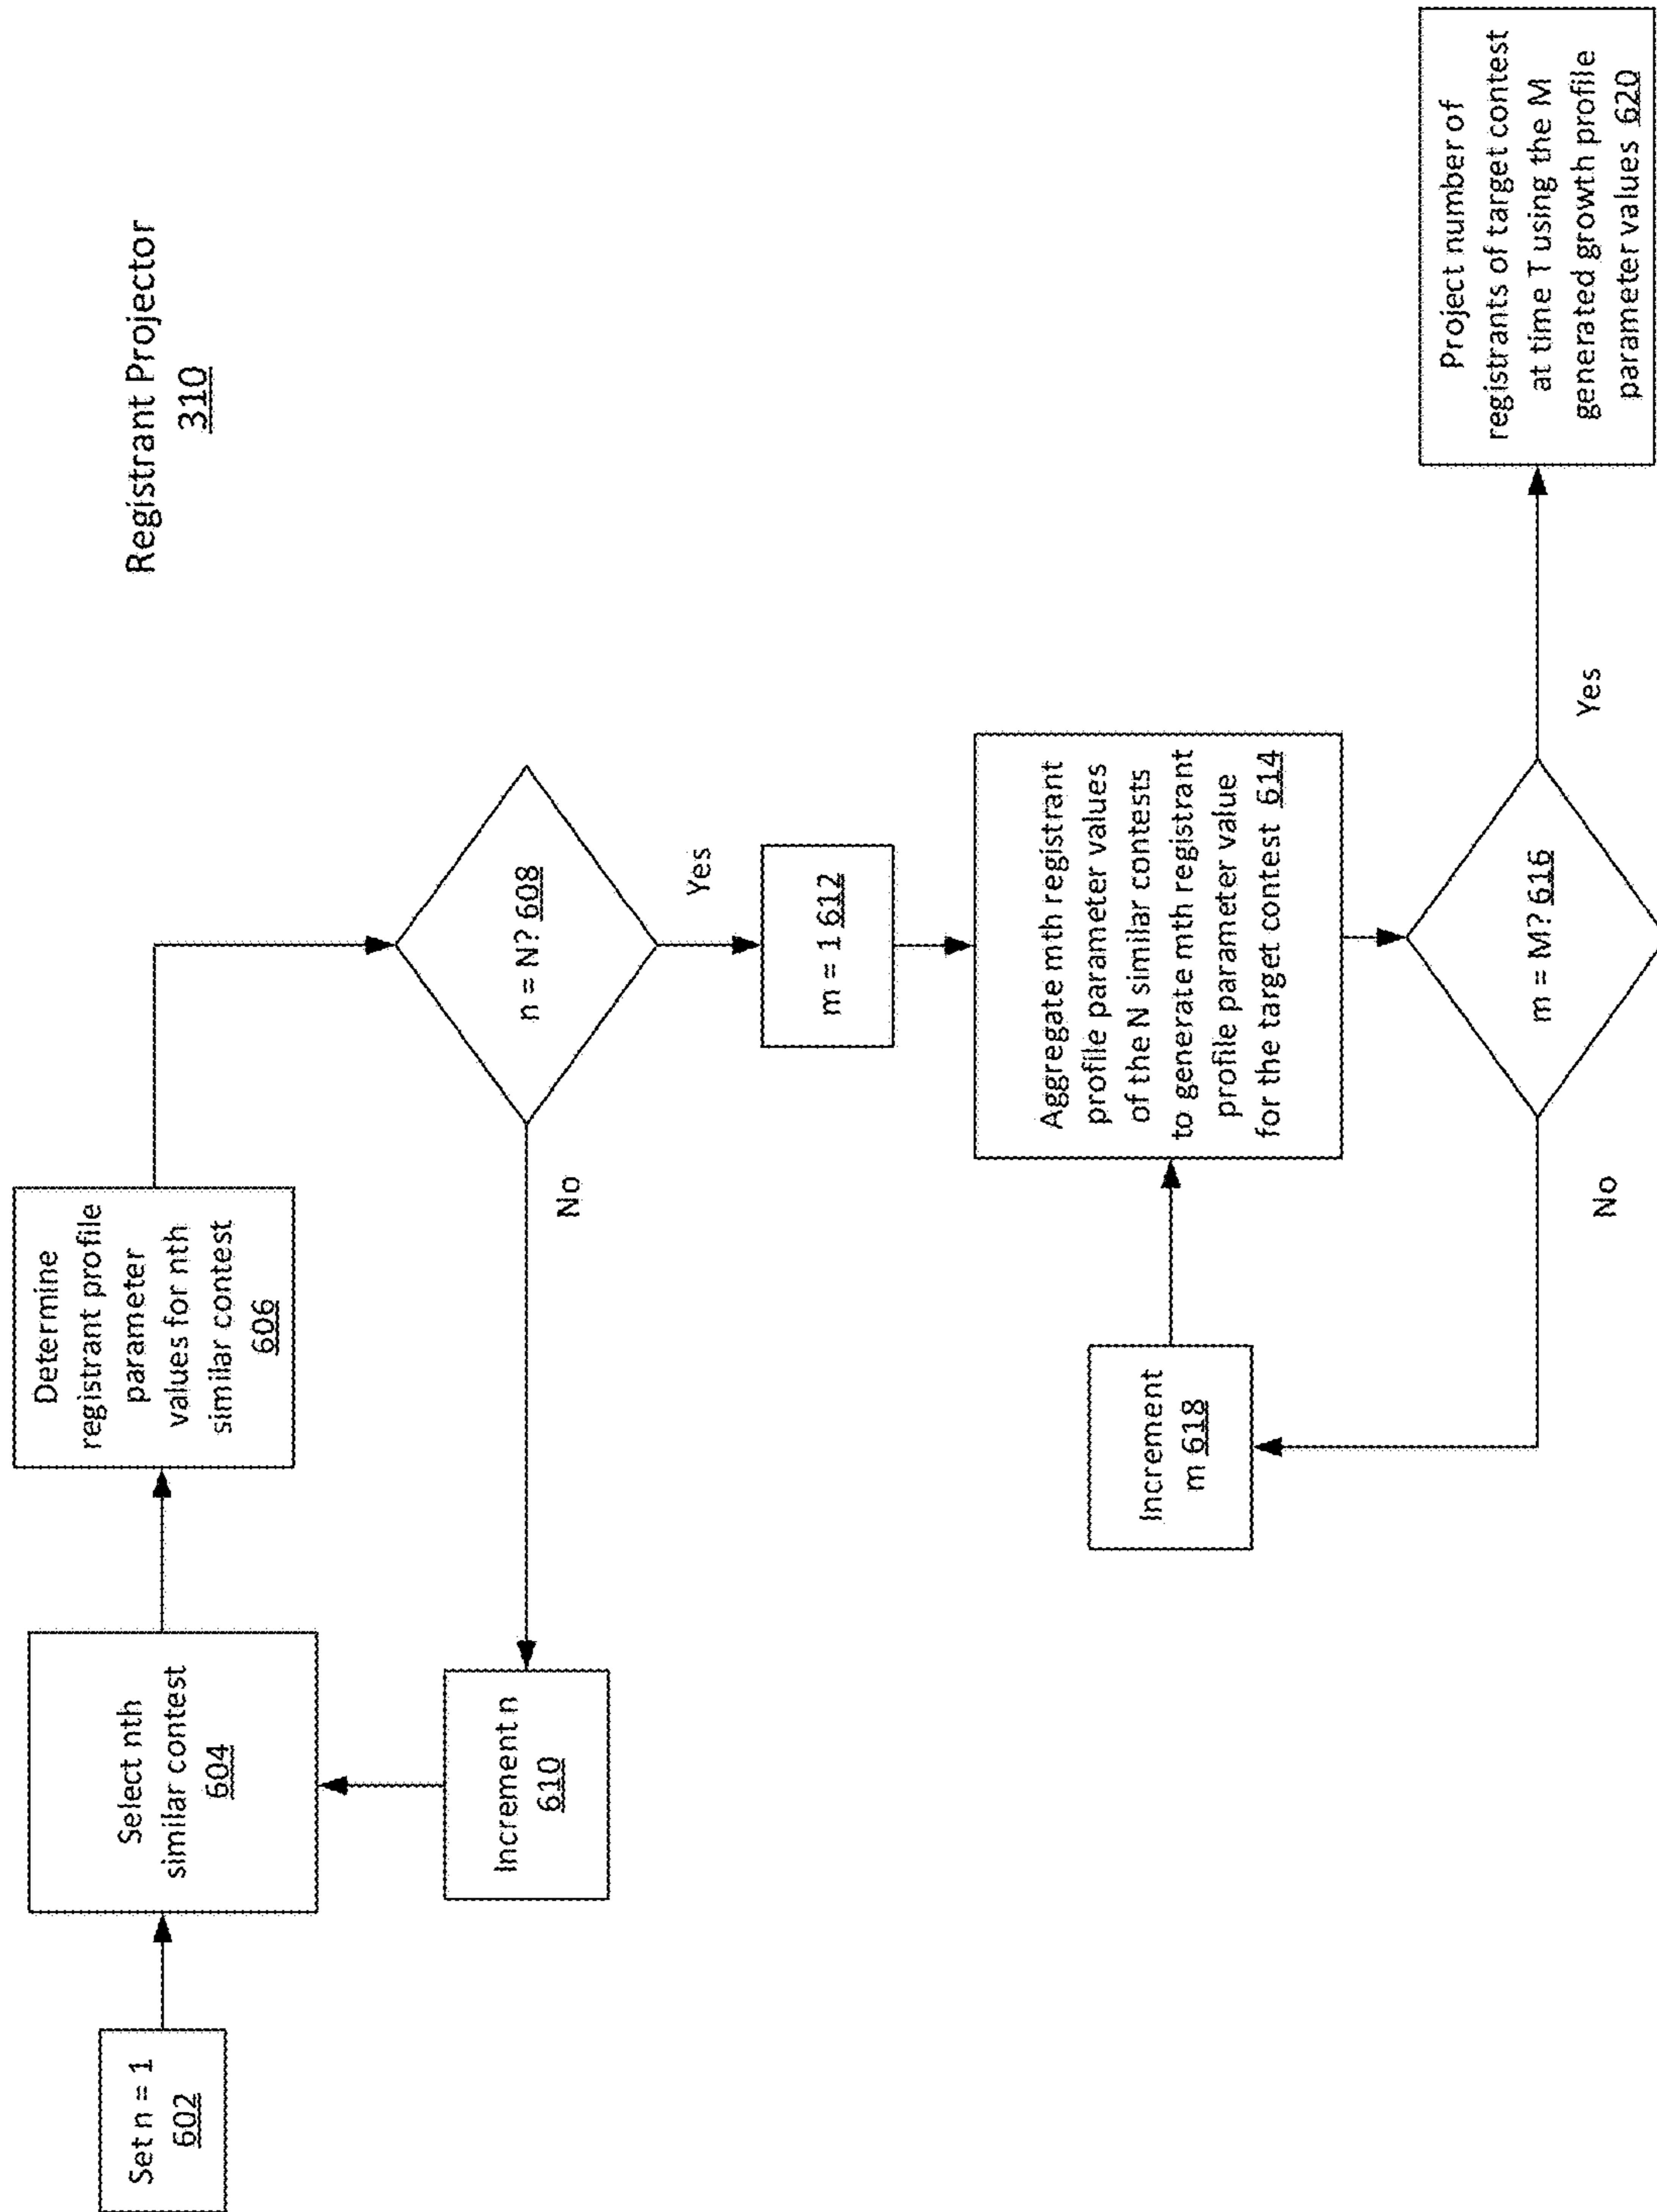 Registrant Projector
310
Set n = 1
602
Select nth
similar contest
604
Determine
registrant profile
parameter
values for nth
similar contest
606
n = N? 608
No
Increment n
610
Yes
m = 1 612
Aggregate mth registrant
profile parameter values
of the N similar contests
to generate mth registrant
profile parameter value
for the target contest 614
m = M? 616
No
Increment
m 618
Yes
Project number of
registrants of target contest
at time T using the M
generated growth profile
parameter values 620